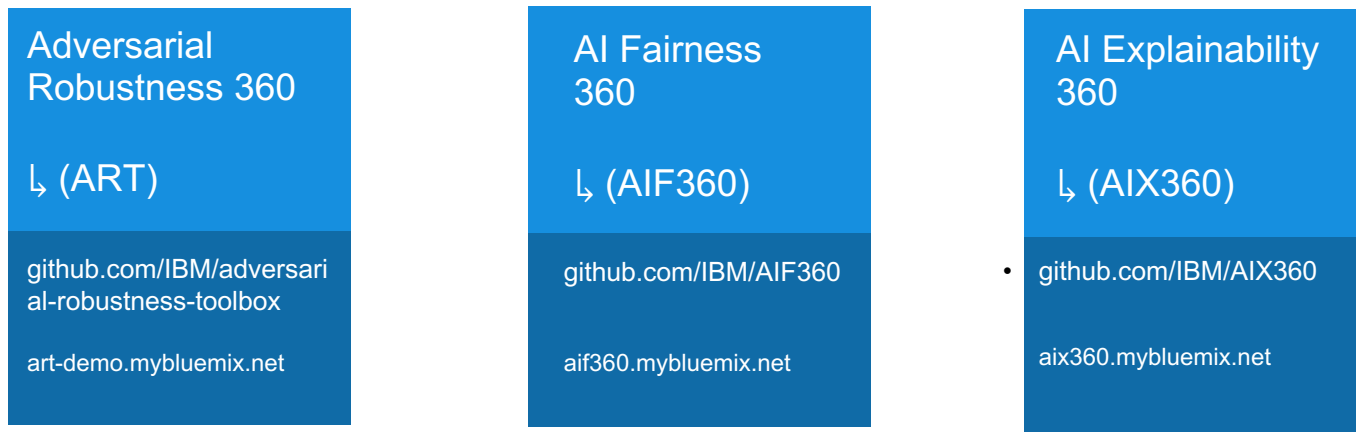 Adversarial
Robustness 360
↳ (ART)
github.com/IBM/adversari
al-robustness-toolbox
art-demo.mybluemix.net
AI Fairness
360
↳ (AIF360)
github.com/IBM/AIF360
aif360.mybluemix.net
AI Explainability
360
↳ (AIX360)
• github.com/IBM/AIX360
aix360.mybluemix.net